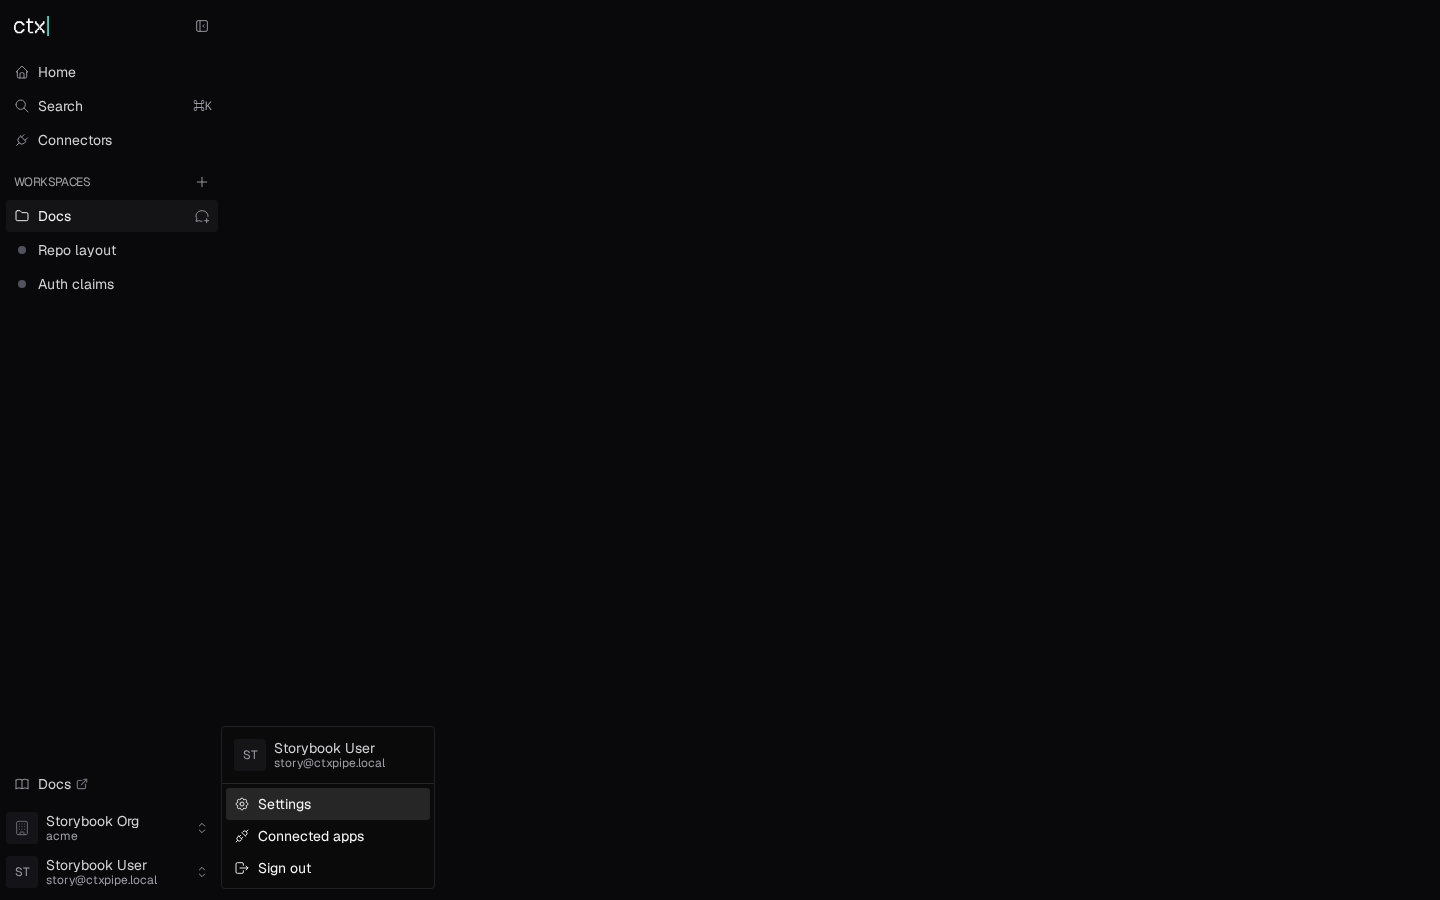 ctx
Home
Search ⌘K
Connectors
WORKSPACES
Docs
Repo layout
Auth claims
Docs
Storybook Org
acme
ST Storybook User
story@ctxpipe.local
ST Storybook User
story@ctxpipe.local
Settings
Connected apps
Sign out